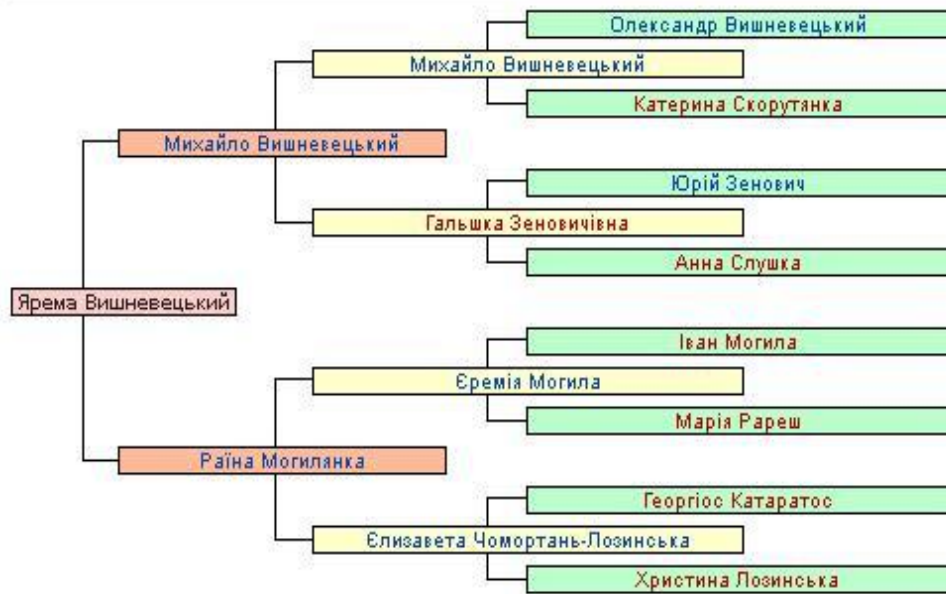 Олександр Вишневецький
Михайло Вишневецький
Катерина Скорутянка
Михайло Вишневецький
Юрій Зенович
Гальшка Зеновичівна
Анна Слушка
Ярема Вишневецький
Іван Могила
Єремія Могила
Марія Рареш
Раїна Могилянка
Георгіос Катаратос
Єлизавета Чомортань-Лозинська
Христина Лозинська